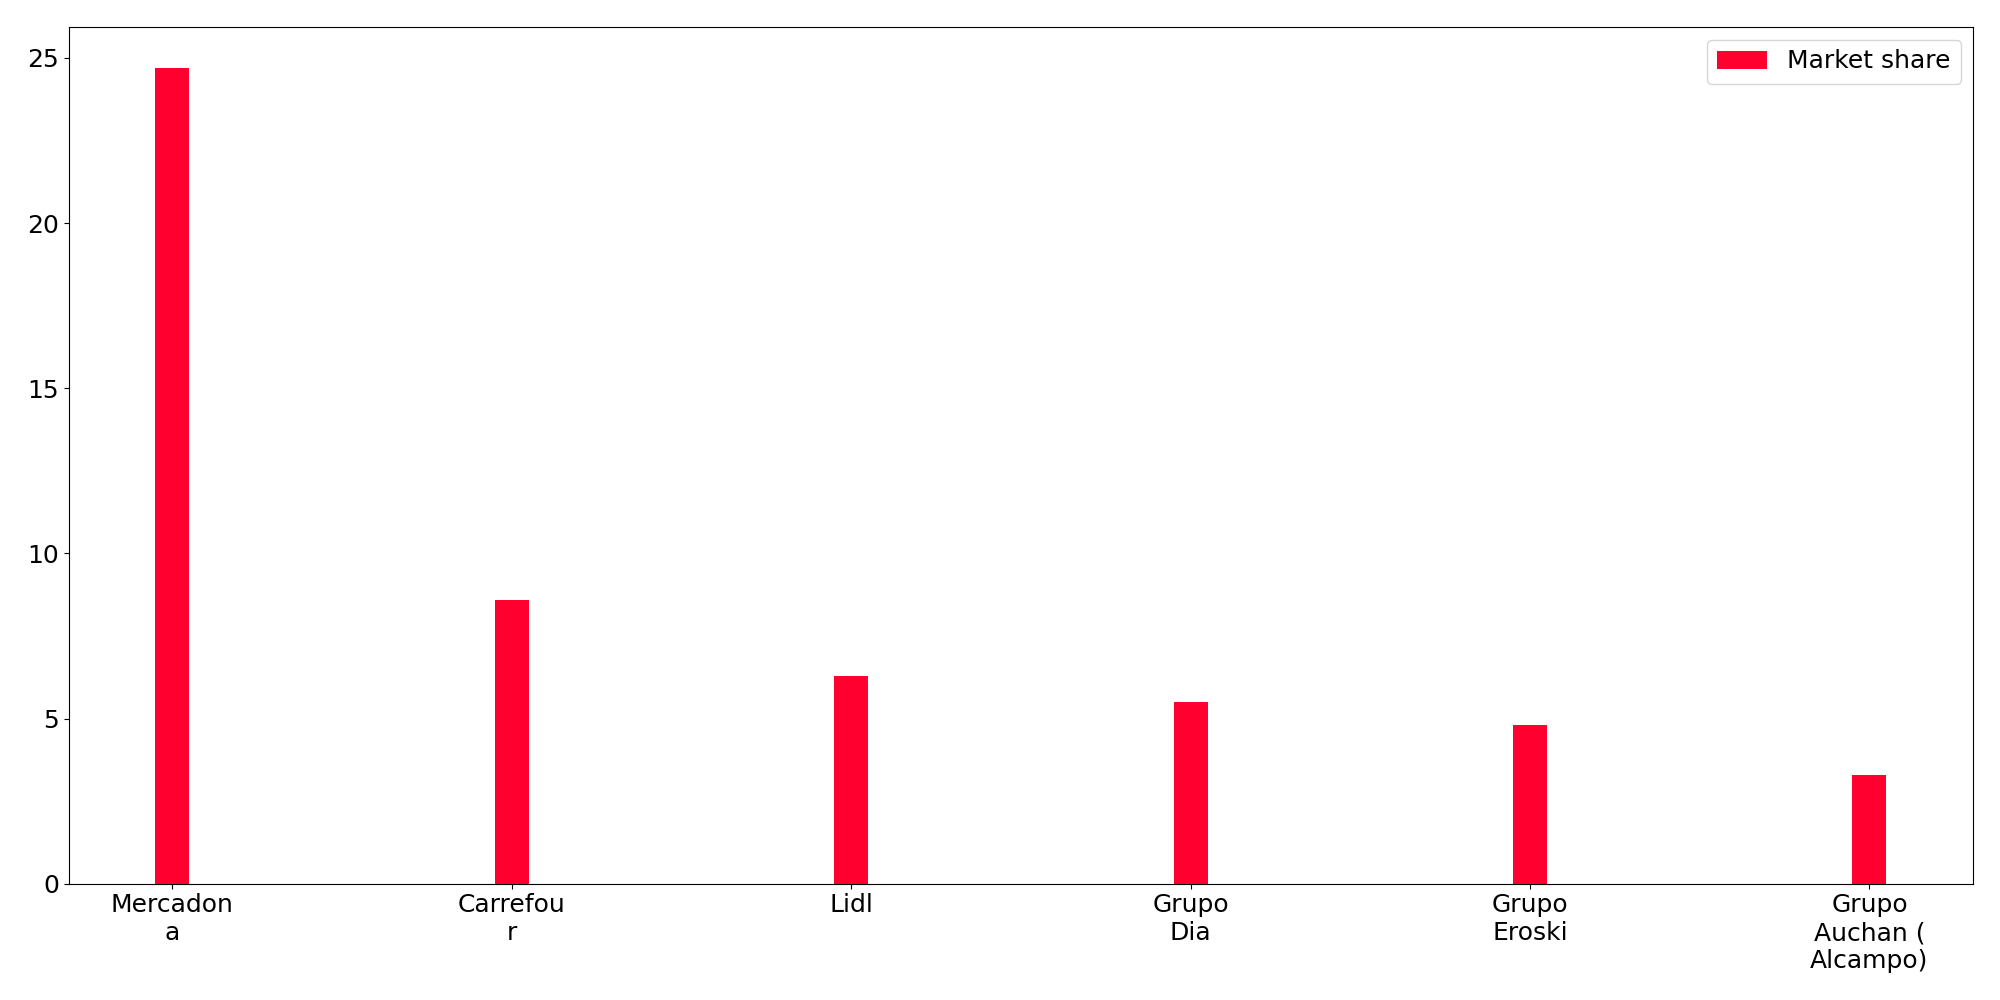 25
20
15
10
5
0
Market share
Mercadon
a
Carrefou
r
Lidl
Grupo
Dia
Grupo
Eroski
Grupo
Auchan (
Alcampo)